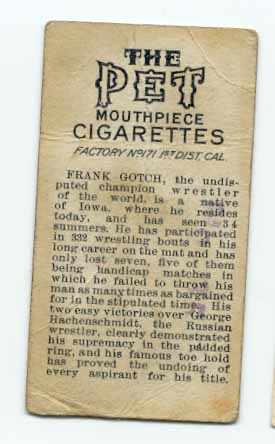 THE
PET
MOUTHPIECE
CIGARETTES
FACTORY Nº171 1ST DIST, CAL
FRANK GOTCH, the undis-
puted champion wrestler
of the world, is a native
of Iowa, where he resides
today, and has seen 34
summers. He has participated
in 332 wrestling bouts in his
long career on the mat and has
only lost seven, five of them
being handicap matches in
which he failed to throw his
man as many times as bargained
for in the stipulated time. His
two easy victories over George
Hachenschmidt, the Russian
wrestler, clearly demonstrated
his supremacy in the padded
ring, and his famous toe hold
has proved the undoing of
every aspirant for his title.